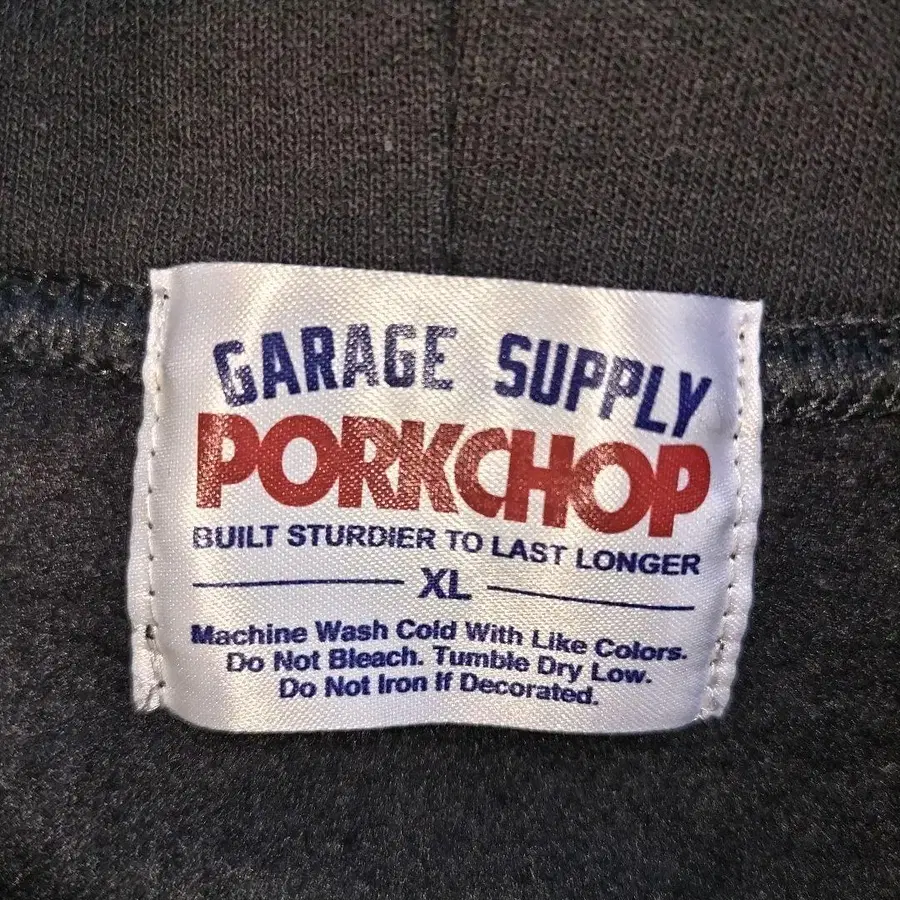 GARAGE SUPPLY
PORKCHOP
BUILT STURDIER TO LAST LONGER
XL
Machine Wash Cold With Like Colors.
Do Not Bleach. Tumble Dry Low.
Do Not Iron If Decorated.